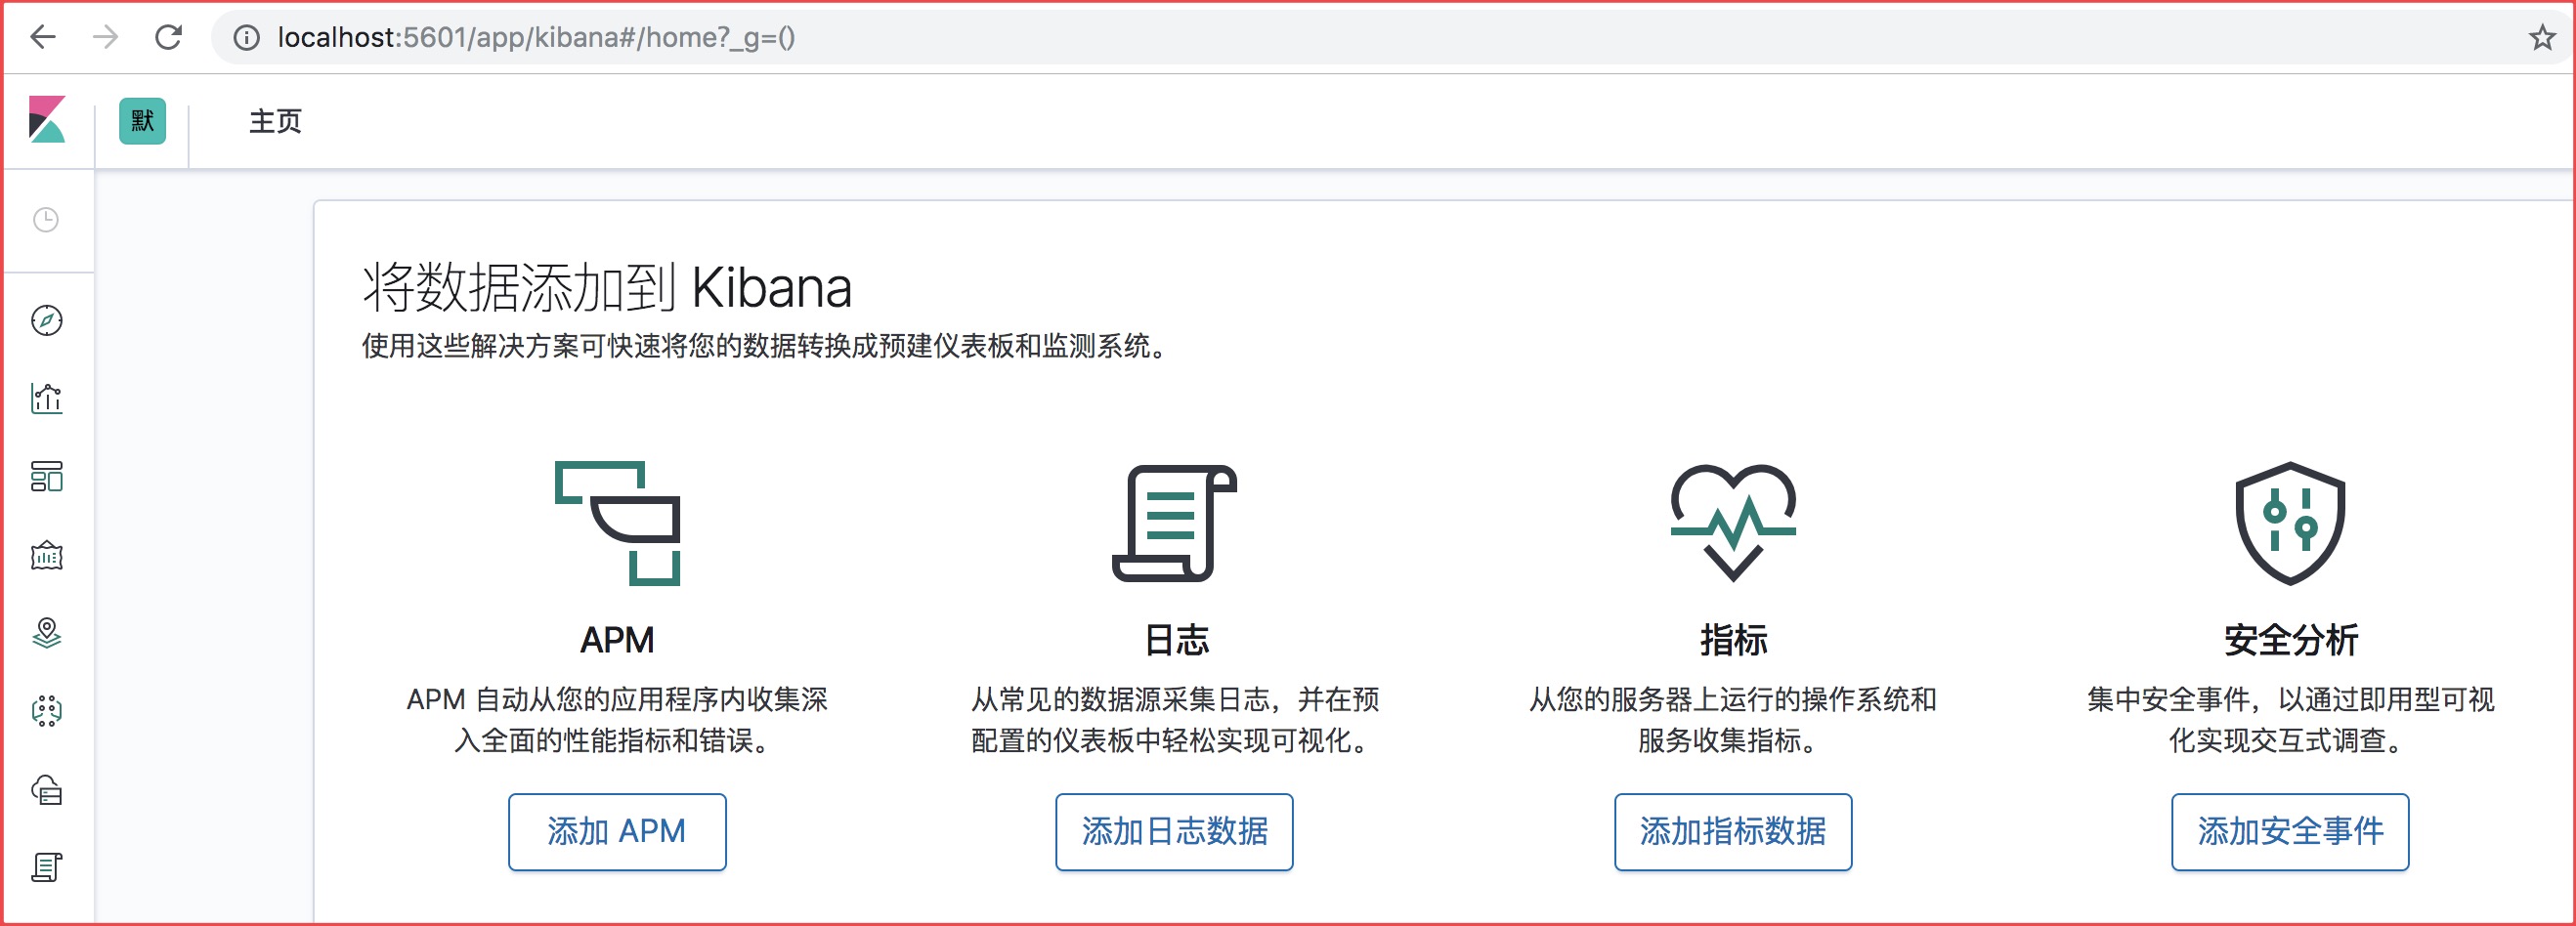 localhost:5601/app/kibana#/home?_g=()
默 主页
将数据添加到 Kibana
使用这些解决方案可快速将您的数据转换成预建仪表板和监测系统。
APM
APM 自动从您的应用程序内收集深
入全面的性能指标和错误。
添加 APM
日志
从常见的数据源采集日志，并在预
配置的仪表板中轻松实现可视化。
添加日志数据
指标
从您的服务器上运行的操作系统和
服务收集指标。
添加指标数据
安全分析
集中安全事件，以通过即用型可视
化实现交互式调查。
添加安全事件